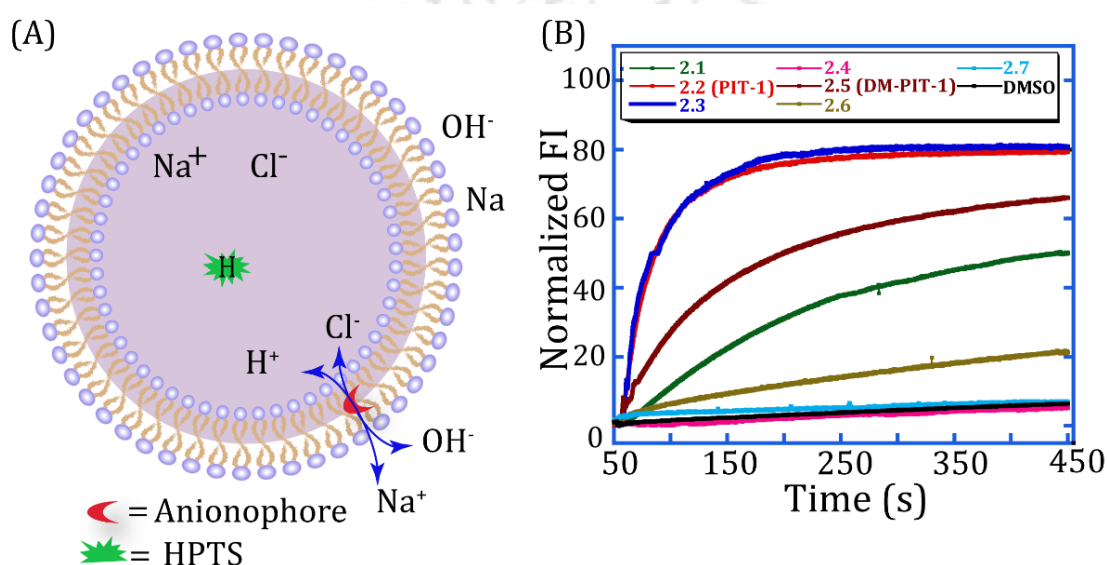 (A)
OH-
Na+ Cl-
Na
H
Cl-
H+
OH-
Na+
= Anionophore
= HPTS
(B)
2.1 2.4 2.7
2.2 (PIT-1) 2.5 (DM-PIT-1) DMSO
2.3 2.6
Normalized FI
100
80
60
40
20
0
50 150 250 350 450
Time (s)